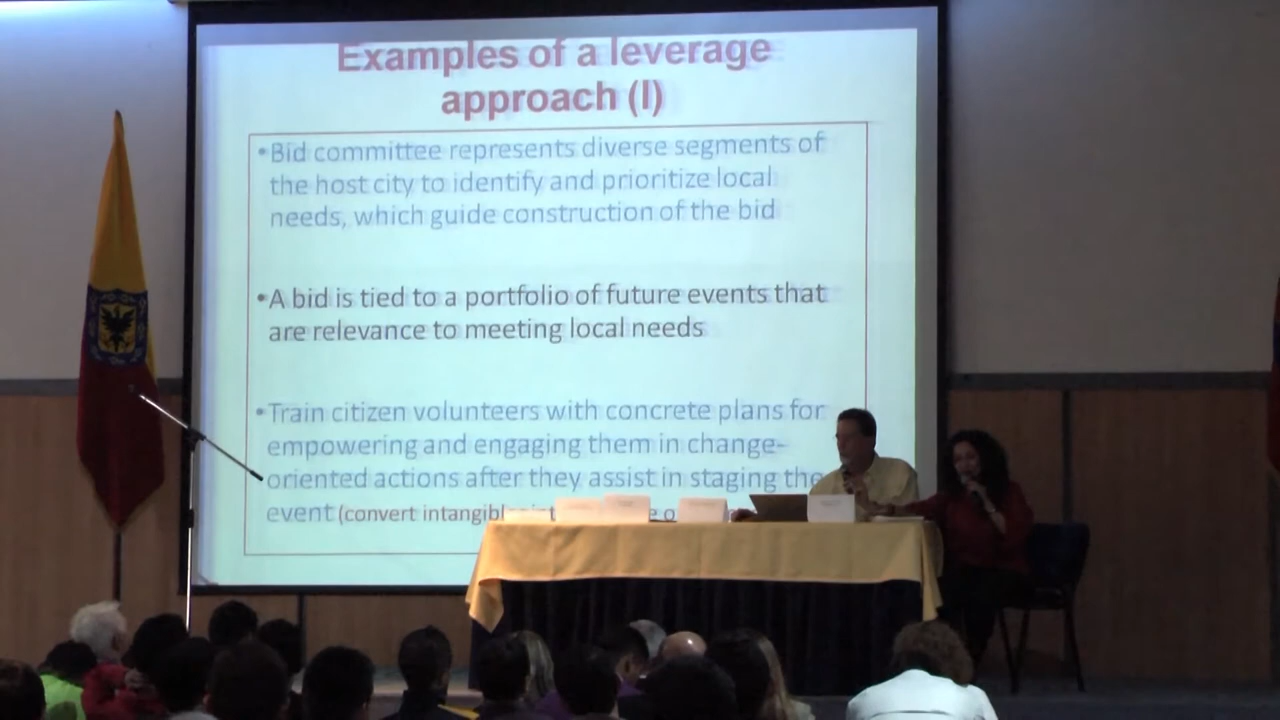 Examples of a leverage
approach (I)
•Bid committee represents diverse segments of
the host city to identify and prioritize local
needs, which guide construction of the bid
•A bid is tied to a portfolio of future events that
are relevance to meeting local needs
•Train citizen volunteers with concrete plans for
empowering and engaging them in change-
oriented actions after they assist in staging the
event (convert